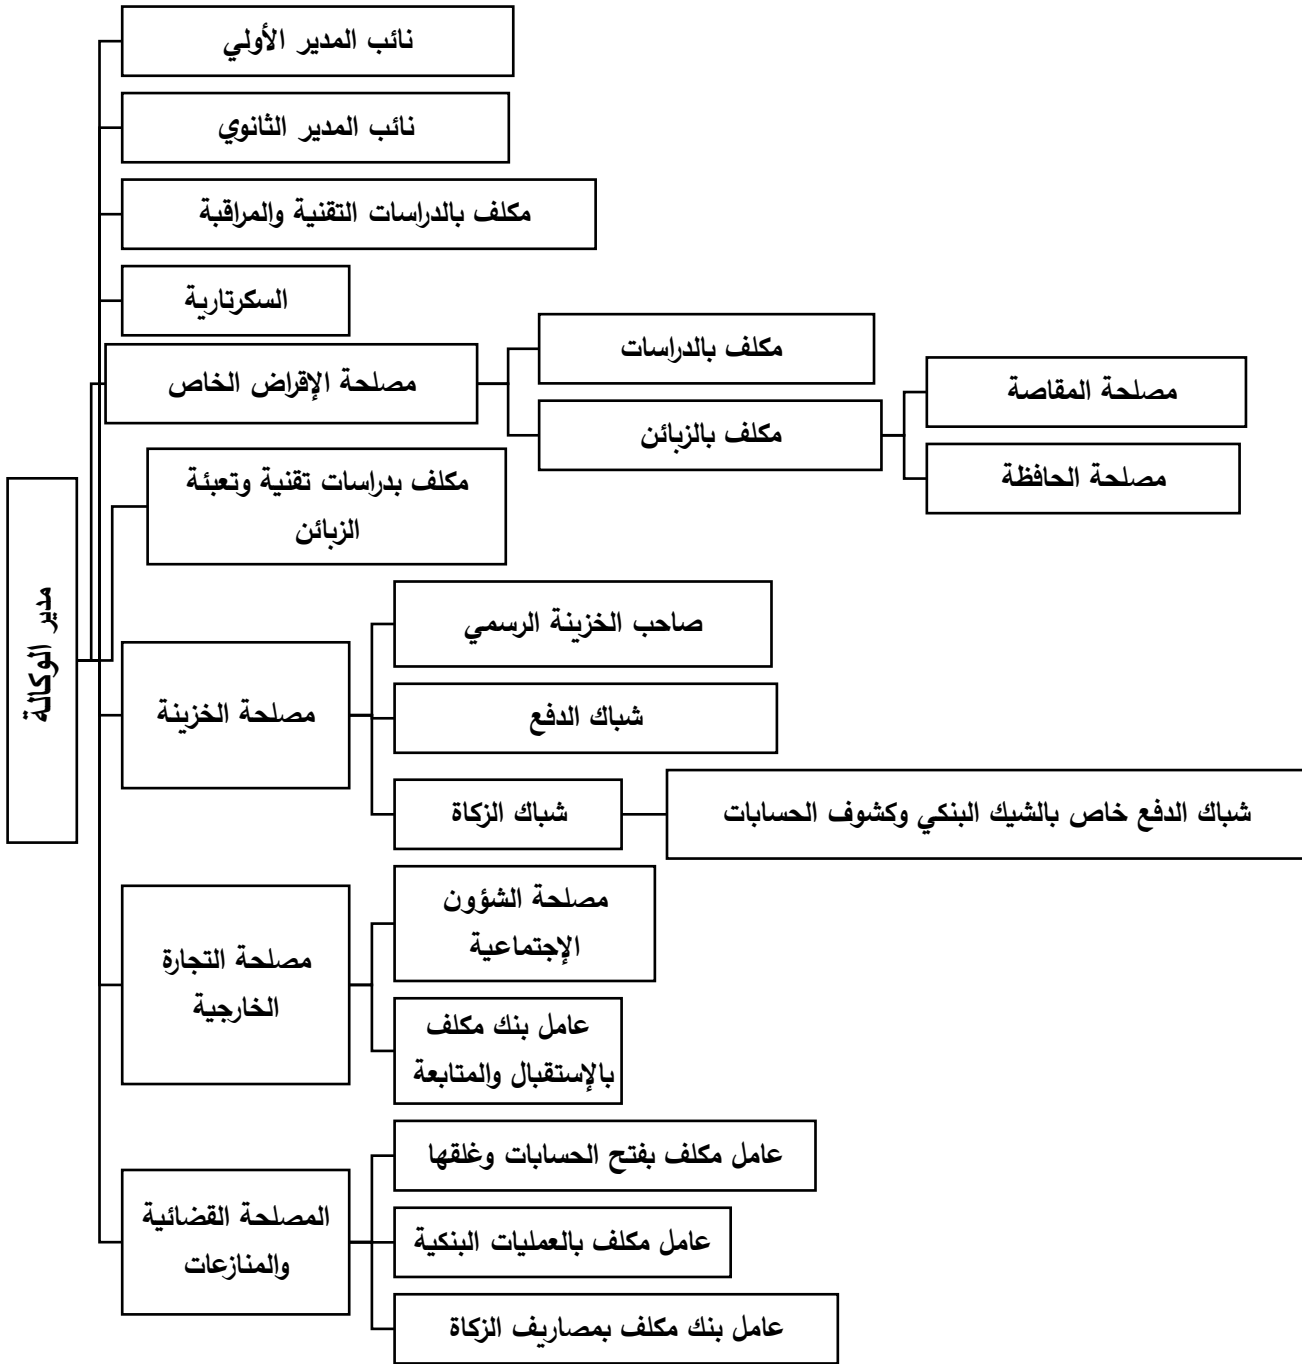 نائب المدير الأولي
نائب المدير الثانوي
مكلف بالدراسات التقنية والمراقبة
السكرتارية
مصلحة الإقراض الخاص
مكلف بالدراسات
مكلف بالزبائن
مصلحة المقاصة
مصلحة الحافظة
مكلف بدراسات تقنية وتعبئة
الزبائن
مدير الوكالة
مصلحة الخزينة
صاحب الخزينة الرسمي
شباك الدفع
شباك الزكاة
شباك الدفع خاص بالشيك البنكي وكشوف الحسابات
مصلحة التجارة
الخارجية
مصلحة الشؤون
الإجتماعية
عامل بنك مكلف
بالإستقبال والمتابعة
المصلحة القضائية
والمنازعات
عامل مكلف بفتح الحسابات وغلقها
عامل مكلف بالعمليات البنكية
عامل بنك مكلف بمصاريف الزكاة